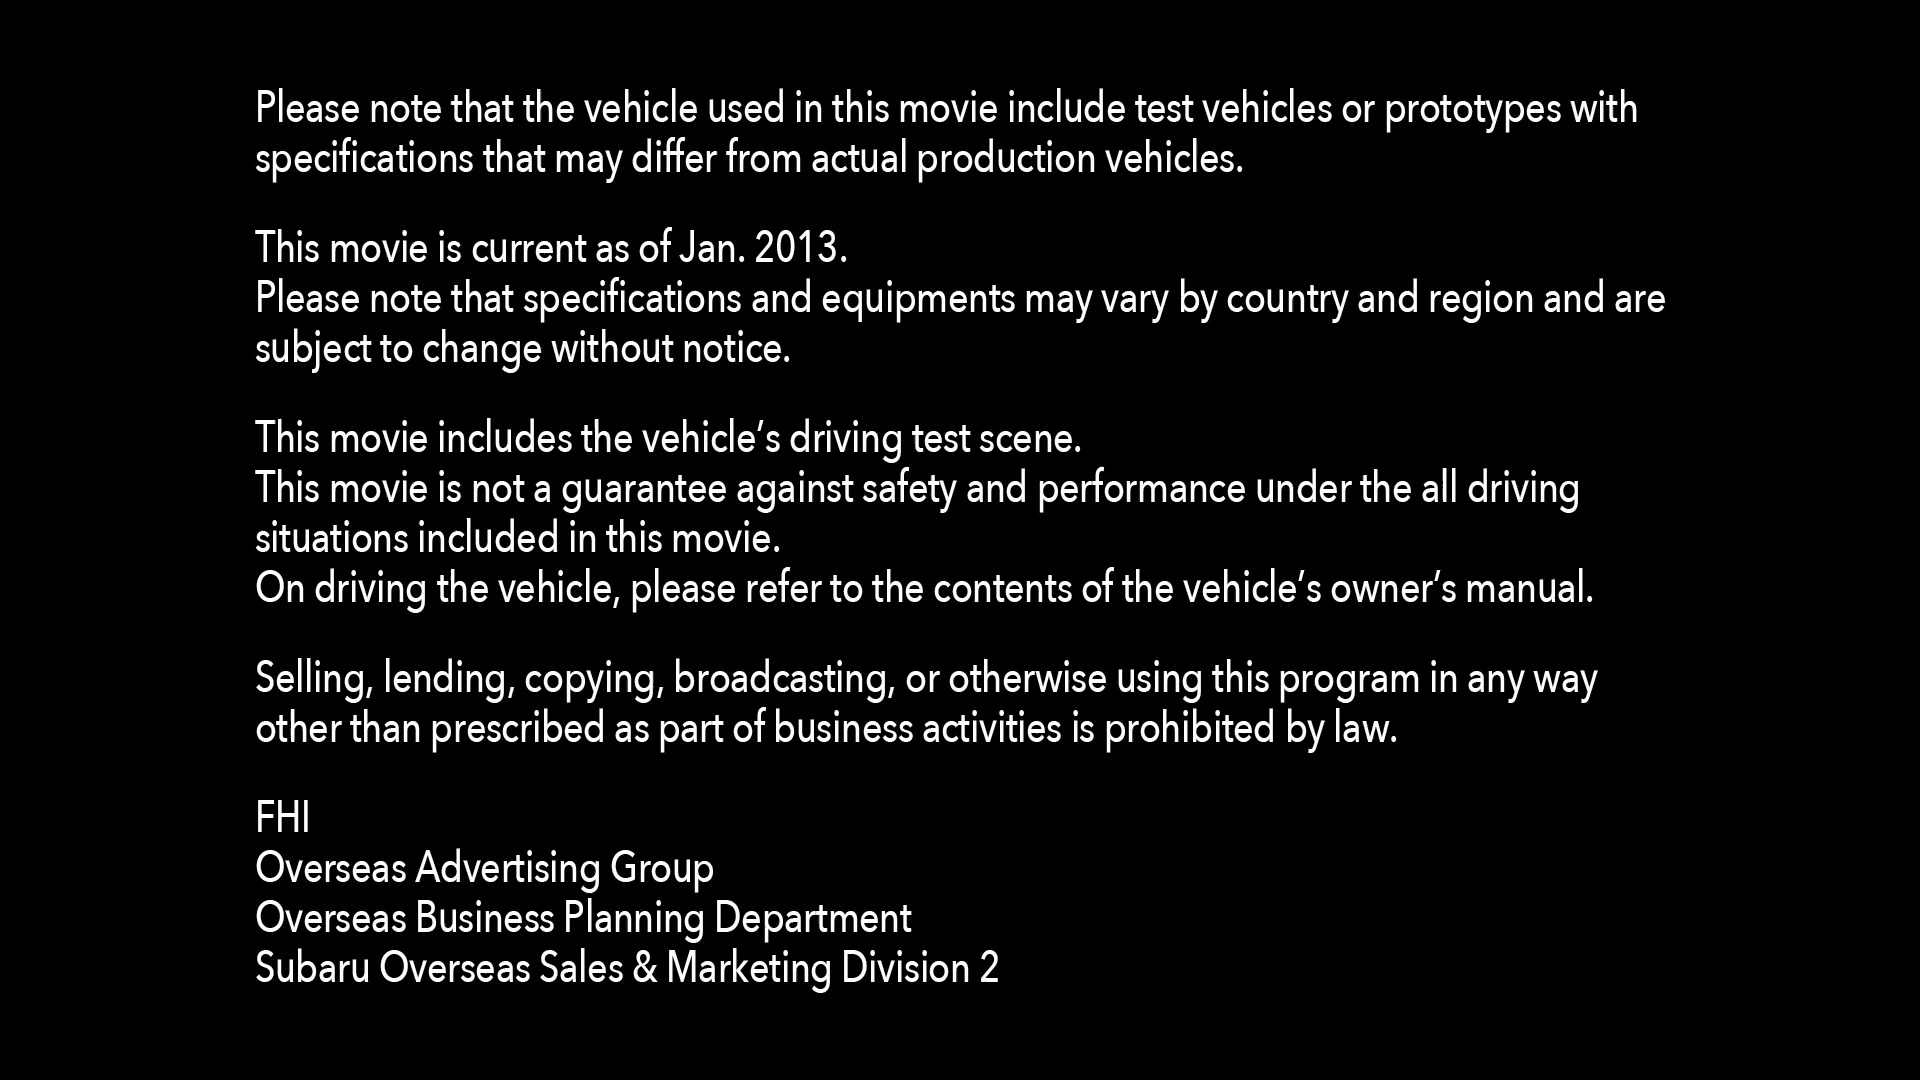 Please note that the vehicle used in this movie include test vehicles or prototypes with
specifications that may differ from actual production vehicles.
This movie is current as of Jan. 2013.
Please note that specifications and equipments may vary by country and region and are
subject to change without notice.
This movie includes the vehicle’s driving test scene.
This movie is not a guarantee against safety and performance under the all driving
situations included in this movie.
On driving the vehicle, please refer to the contents of the vehicle’s owner’s manual.
Selling, lending, copying, broadcasting, or otherwise using this program in any way
other than prescribed as part of business activities is prohibited by law.
FHI
Overseas Advertising Group
Overseas Business Planning Department
Subaru Overseas Sales & Marketing Division 2